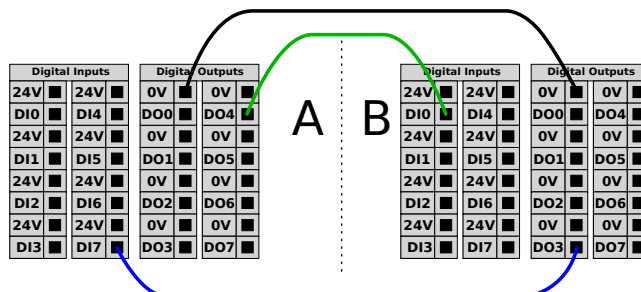 Digital Inputs Digital Outputs Digital Inputs Digital Outputs
24V 24V 0V 0V 24V 24V 0V 0V
DI0 DI4 DO0 DO4 A B DI0 DI4 DO0 DO4
24V 24V 0V 0V 24V 24V 0V 0V
DI1 DI5 DO1 DO5 DI1 DI5 DO1 DO5
24V 24V 0V 0V 24V 24V 0V 0V
DI2 DI6 DO2 DO6 DI2 DI6 DO2 DO6
24V 24V 0V 0V 24V 24V 0V 0V
DI3 DI7 DO3 DO7 DI3 DI7 DO3 DO7